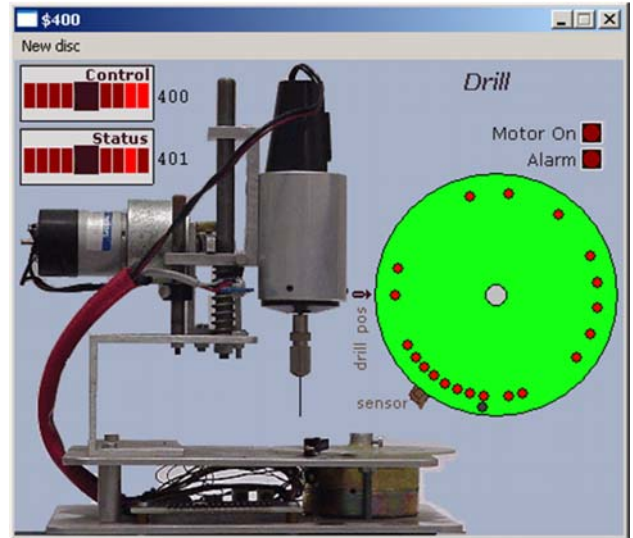 $400
New disc
Control
400
Status
401
Drill
Motor On
Alarm
drill pos
sensor